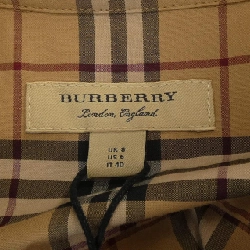 BURBERRY
London, England.
UK 8
US 6
IT 40